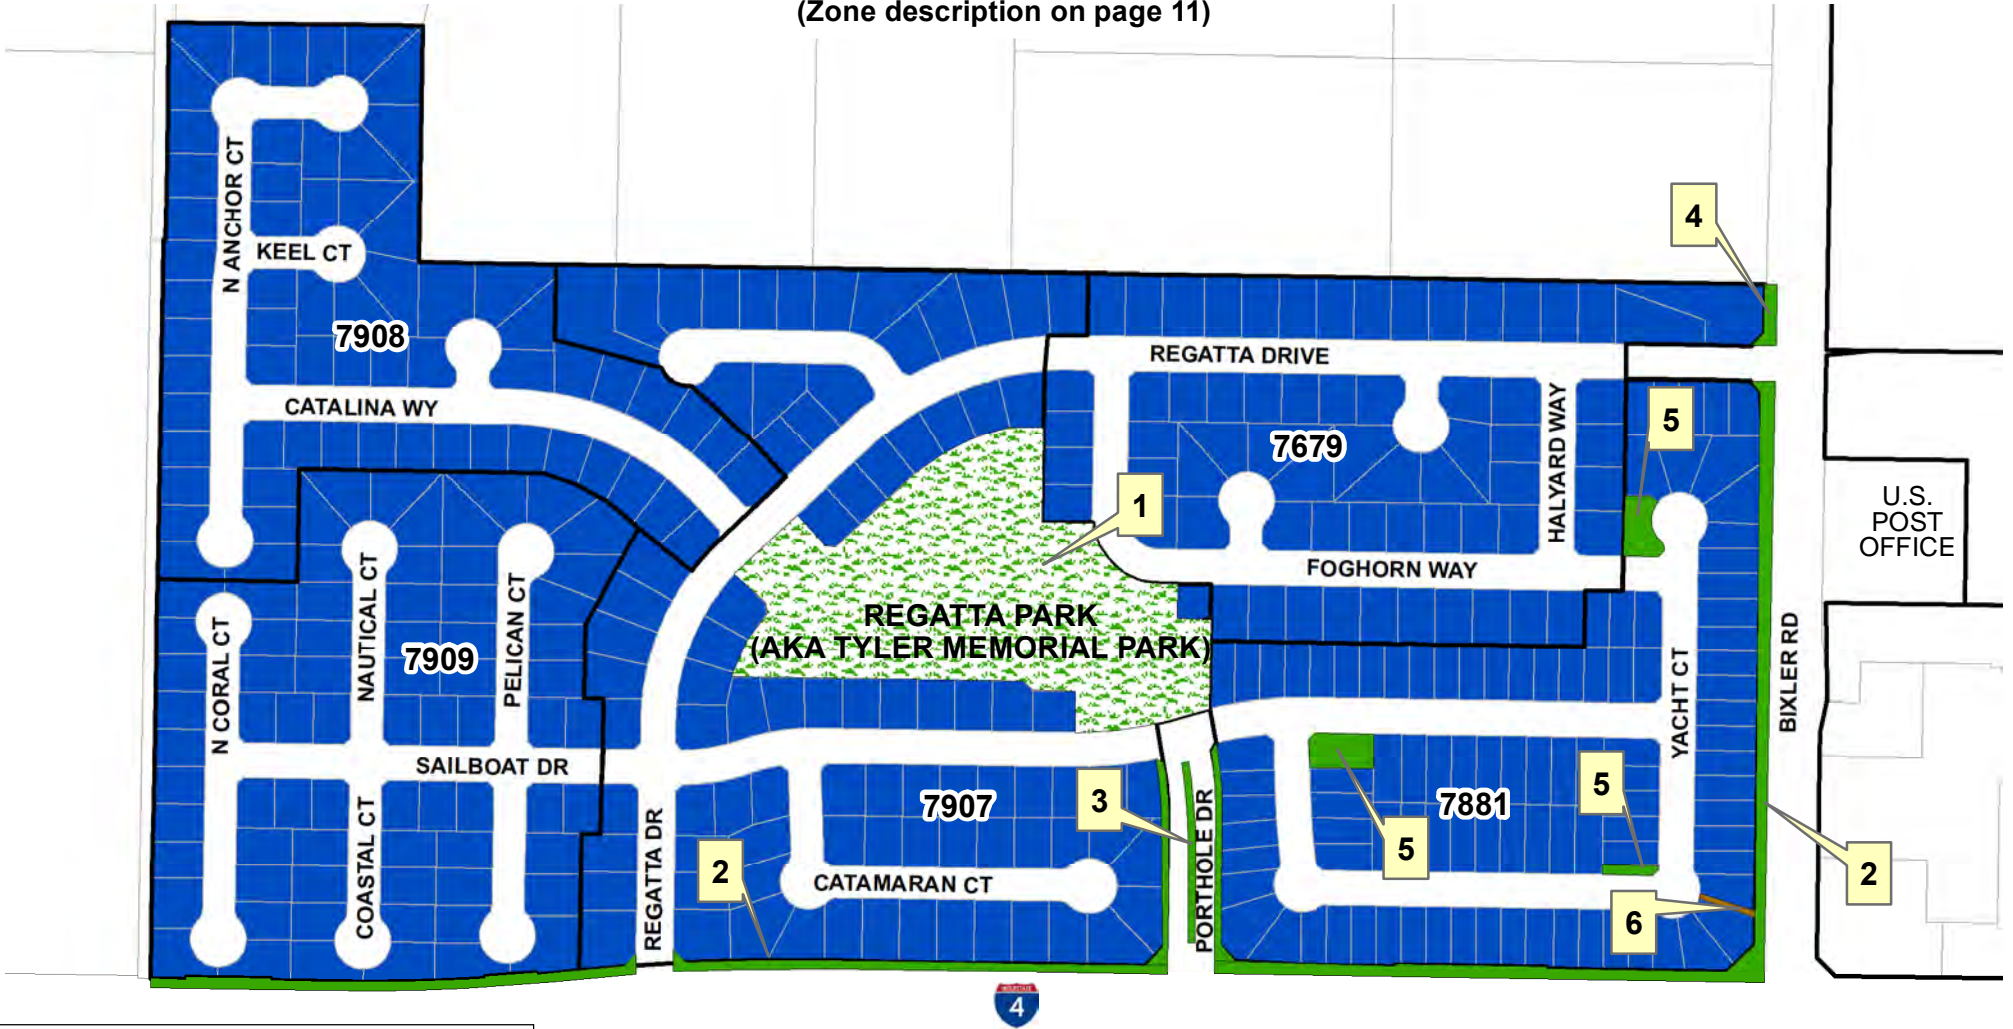 (Zone description on page 11)
N ANCHOR CT
KEEL CT
7908
CATALINA WY
4
REGATTA DRIVE
HALYARD WAY
5
7679
1
U.S.
POST
OFFICE
FOGHORN WAY
REGATTA PARK
(AKA TYLER MEMORIAL PARK)
N CORAL CT
NAUTICAL CT
7909
PELICAN CT
YACHT CT
BIXLER RD
SAILBOAT DR
COASTAL CT
REGATTA DR
7907
3
PORTHOLE DR
7881
5
5
2
2
CATAMARAN CT
6
4